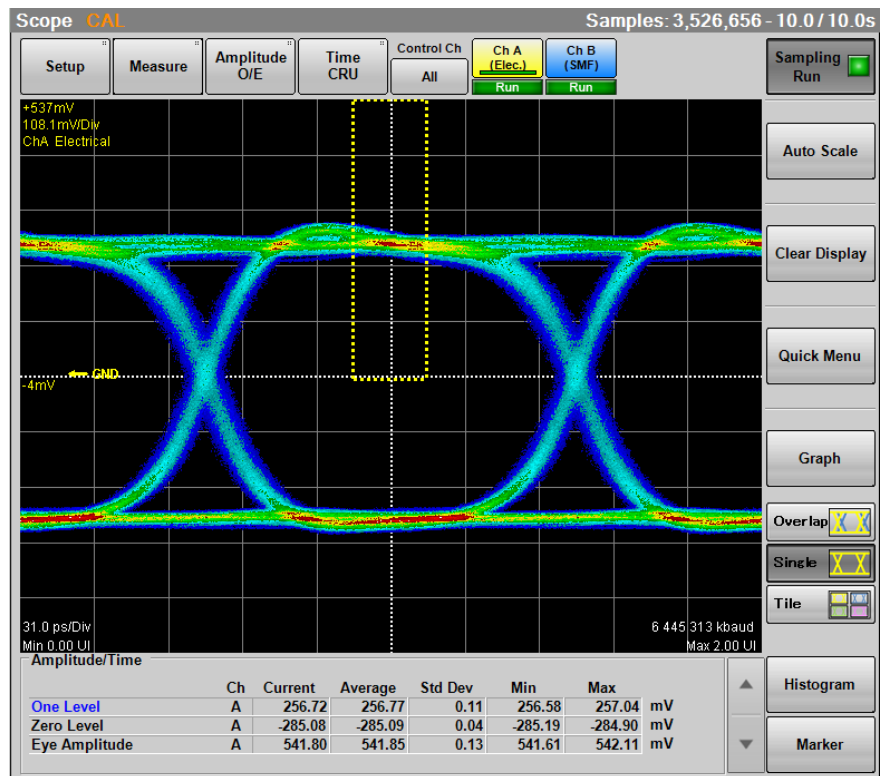 Scope CAL Samples: 3,526,656 - 10.0 / 10.0s
Setup
Measure
Amplitude
O/E
Time
CRU
Control Ch
All
Ch A
(Elec.)
Run
Ch B
(SMF)
Run
Sampling
Run
+537mV
108.1mV/Div
ChA Electrical
Auto Scale
Clear Display
Quick Menu
GND
-4mV
Graph
Overlap
Single
Tile
31.0 ps/Div
6 445 313 kbaud
Min 0.00 UI
Max 2.00 UI
Amplitude/Time
Ch Current Average Std Dev Min Max
One Level A 256.72 256.77 0.11 256.58 257.04 mV
Zero Level A -285.08 -285.09 0.04 -285.19 -284.90 mV
Eye Amplitude A 541.80 541.85 0.13 541.61 542.11 mV
Histogram
Marker